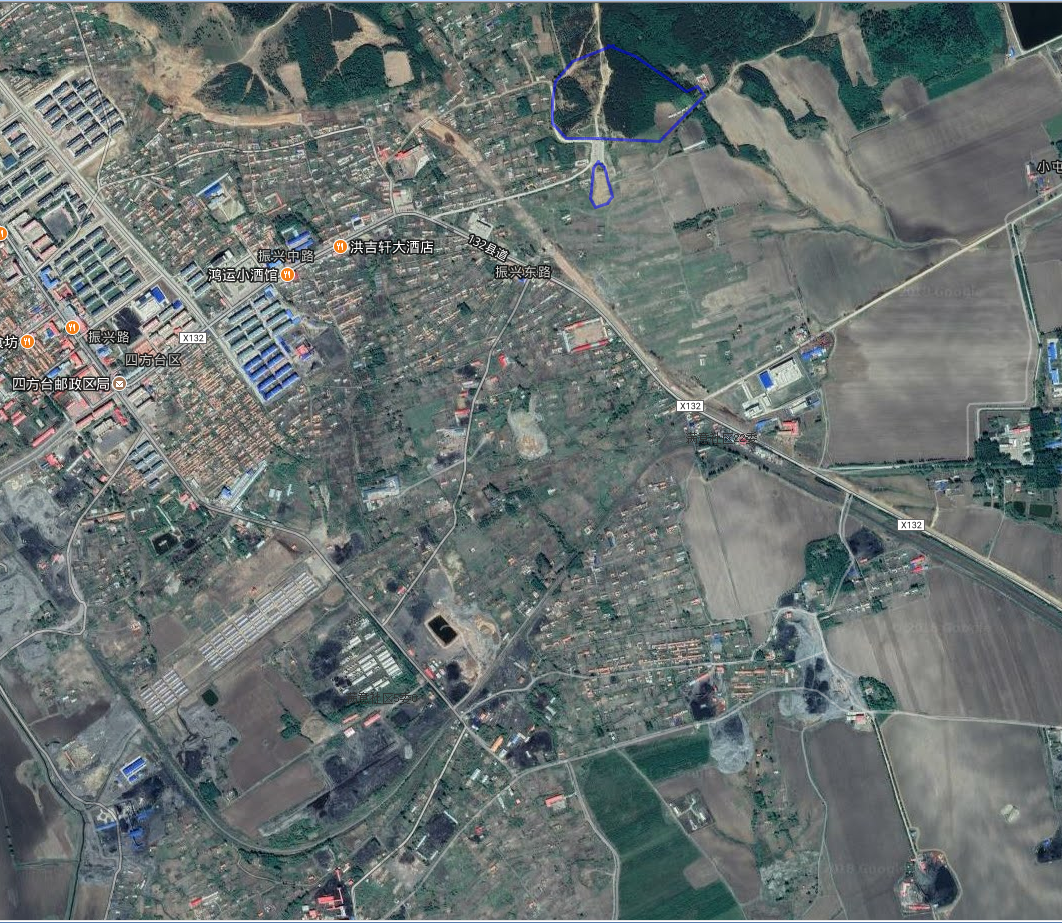 洪吉轩大酒店
132县道
振兴中路
振兴东路
鸿运小酒馆
小屯
X132
振兴路
坊
四方台区
四方台邮政区局
X132
X132